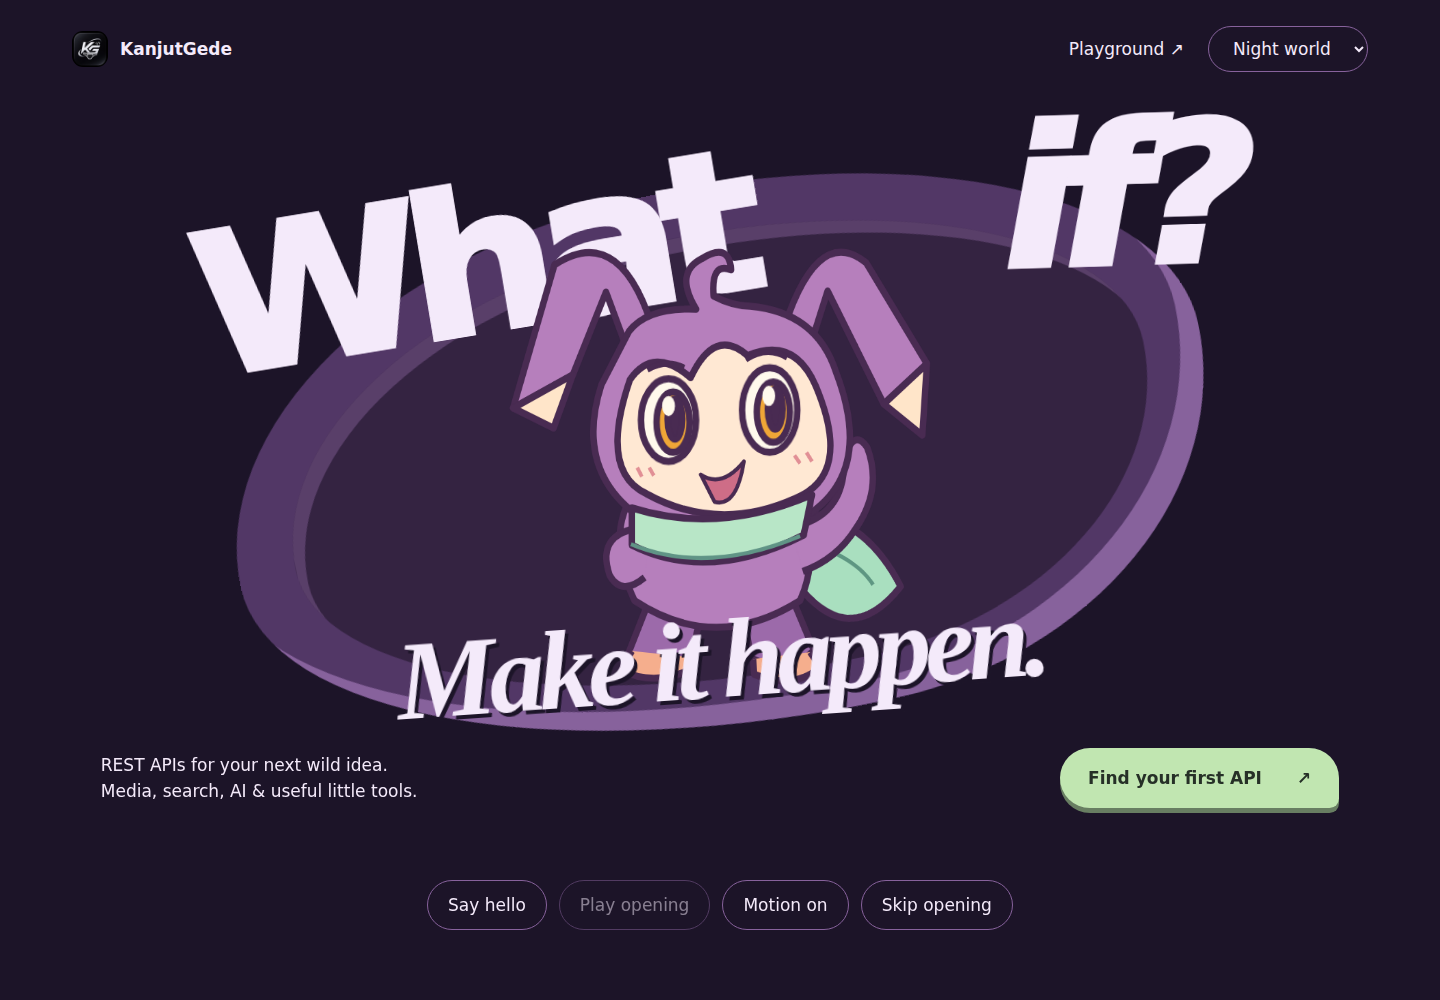 KG
KanjutGede
Playground ↗
Night world
What if?
Make it happen.
REST APIs for your next wild idea.
Media, search, AI & useful little tools.
Find your first API ↗
Say hello
Play opening
Motion on
Skip opening